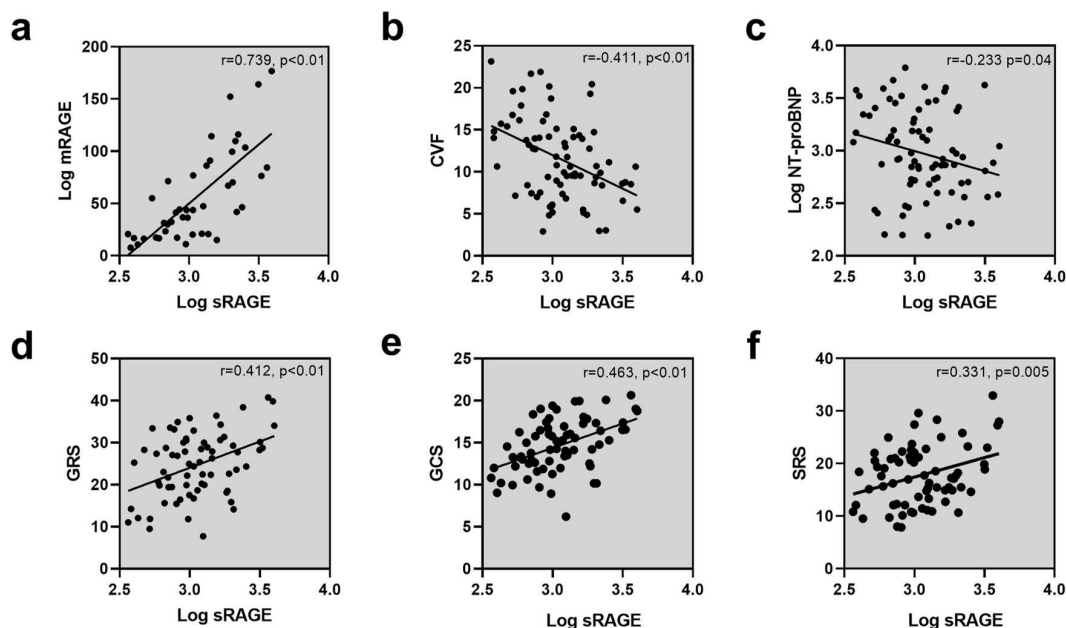 a
b
c
200
150
100
50
0
2.5 3.0 3.5 4.0
Log mRAGE
Log sRAGE
r=0.739, p<0.01
25
20
15
10
5
0
2.5 3.0 3.5 4.0
CVF
Log sRAGE
r=-0.411, p<0.01
4.0
3.5
3.0
2.5
2.0
2.5 3.0 3.5 4.0
Log NT-proBNP
Log sRAGE
r=-0.233 p=0.04
d
e
f
50
40
30
20
10
0
2.5 3.0 3.5 4.0
GRS
Log sRAGE
r=0.412, p<0.01
25
20
15
10
5
0
2.5 3.0 3.5 4.0
GCS
Log sRAGE
r=0.463, p<0.01
40
30
20
10
0
2.5 3.0 3.5 4.0
SRS
Log sRAGE
r=0.331, p=0.005